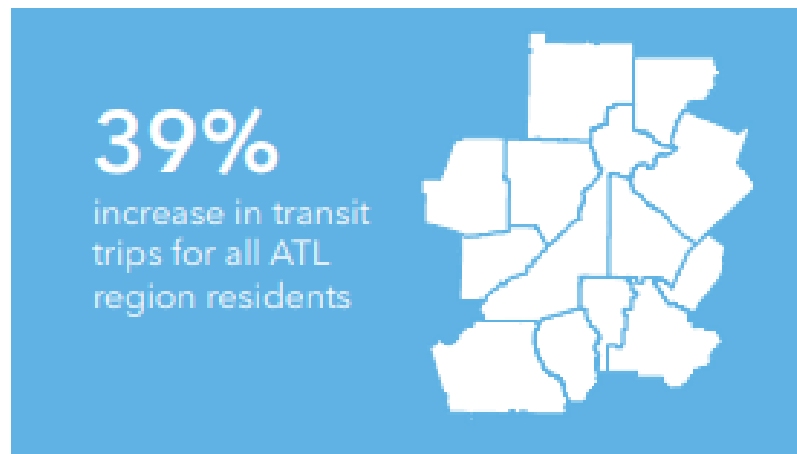 39%
increase in transit
trips for all ATL
region residents